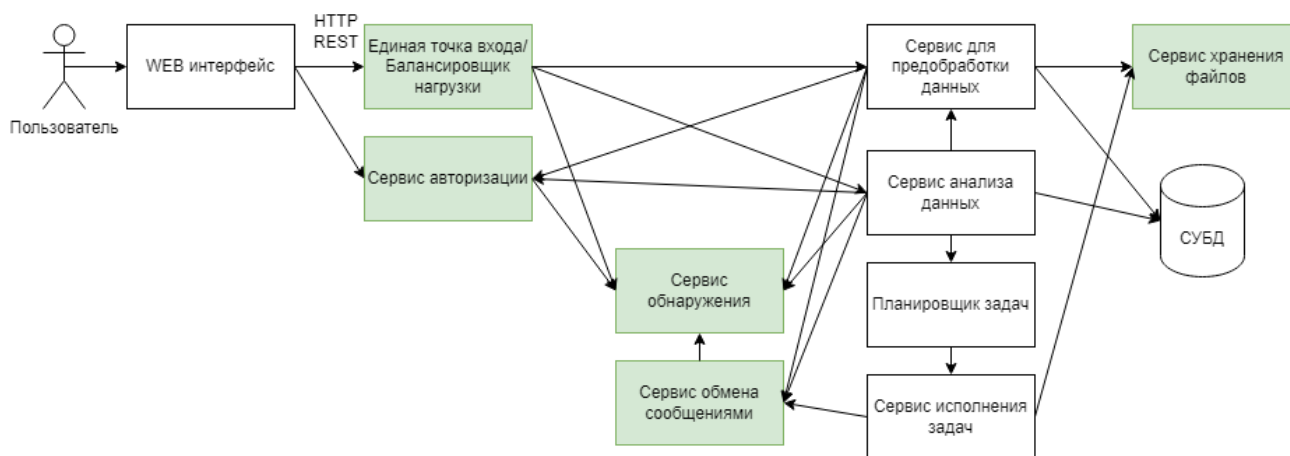 HTTP
REST
Пользователь
WEB интерфейс
Единая точка входа/
Балансировщик
нагрузки
Сервис авторизации
Сервис
обнаружения
Сервис обмена
сообщениями
Сервис для
предобработки
данных
Сервис анализа
данных
Планировщик задач
Сервис исполнения
задач
Сервис хранения
файлов
СУБД